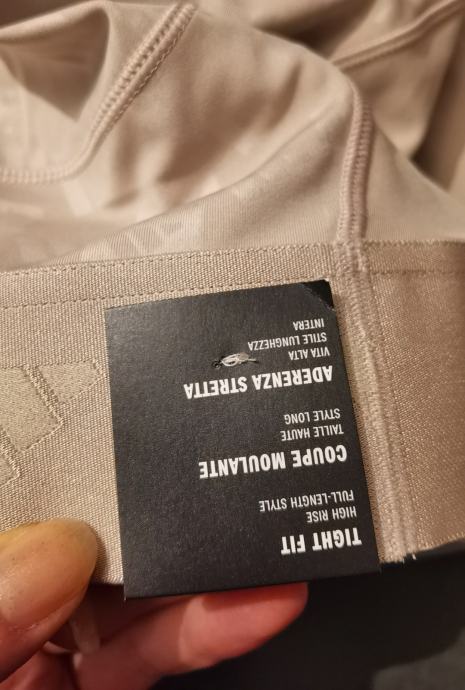 TIGHT FIT
HIGH RISE
FULL-LENGTH STYLE
COUPE MOULANTE
TAILLE HAUTE
STYLE LONG
ADERENZA STRETTA
VITA ALTA
STILE LUNGHEZZA
INTERA